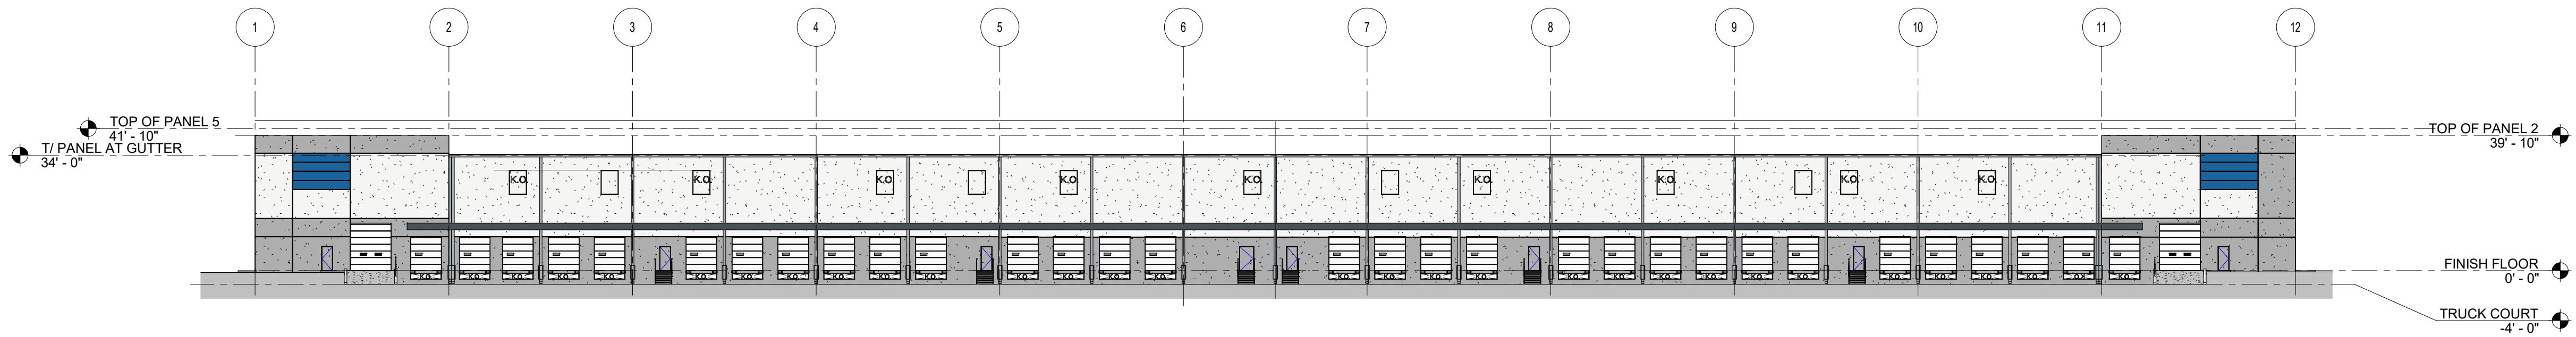 1 2 3 4 5 6 7 8 9 10 11 12
TOP OF PANEL 5
41' - 10"
T/ PANEL AT GUTTER
34' - 0"
TOP OF PANEL 2
39' - 10"
K.O. K.O. K.O. K.O. K.O. K.O. K.O. K.O. K.O.
K.O. K.O. K.O. K.O. K.O. K.O. K.O. K.O. K.O. K.O. K.O. K.O. K.O. K.O. K.O. K.O. K.O. K.O. K.O. K.O. K.O. K.O. K.O. K.O. K.O. K.O. K.O. K.O. K.O. K.O.
FINISH FLOOR
0' - 0"
TRUCK COURT
-4' - 0"